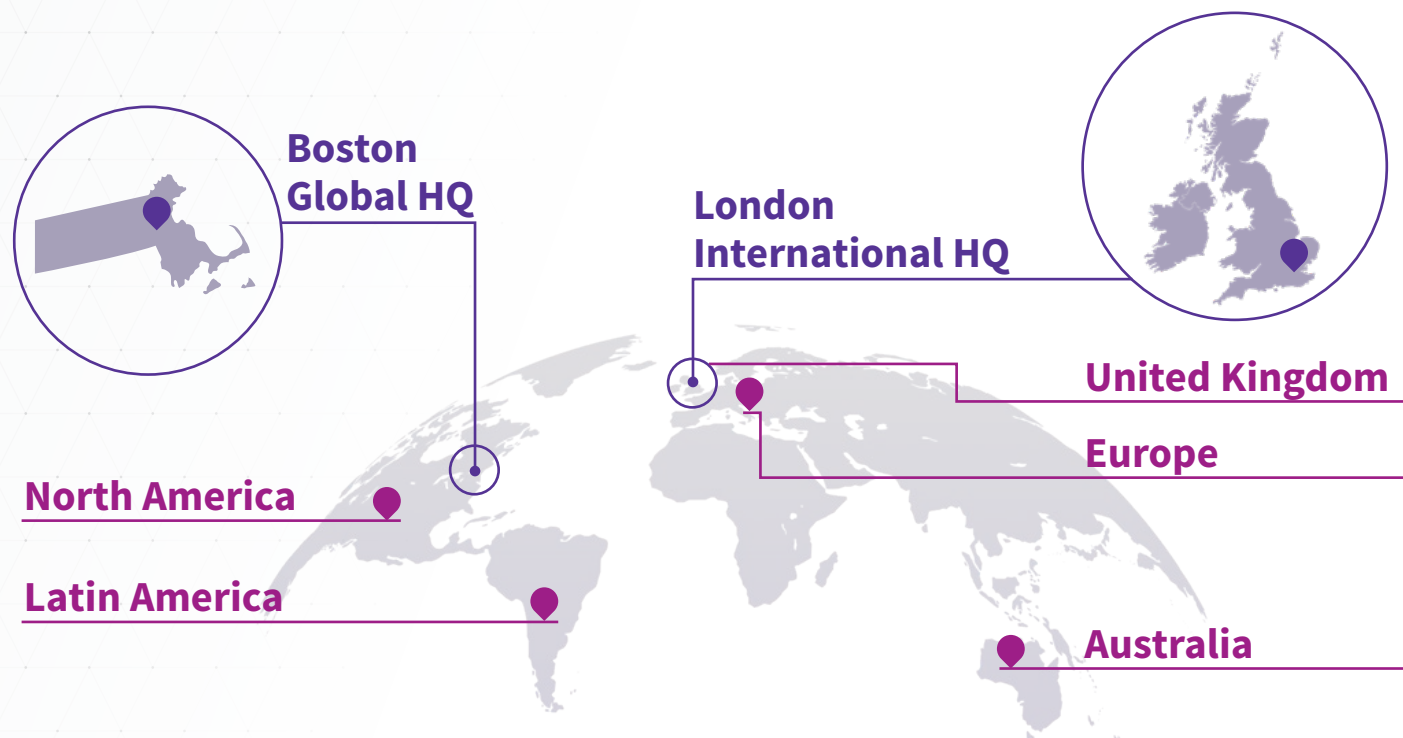 Boston
Global HQ
London
International HQ
United Kingdom
Europe
North America
Latin America
Australia